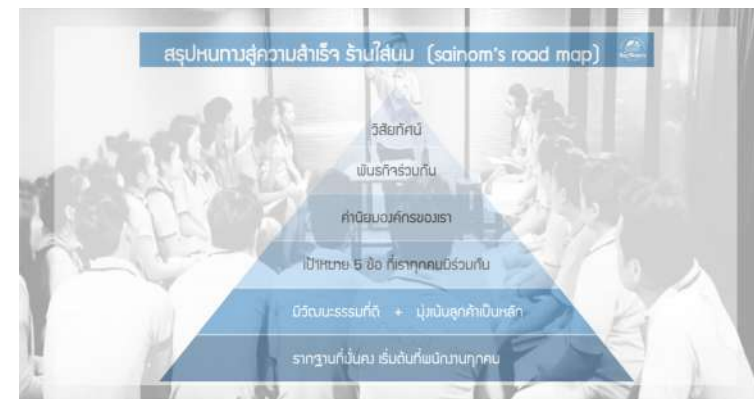 สรุปหนทางสู่ความสำเร็จ ร้านใส่นม (sainom's road map)
วิสัยทัศน์
พันธกิจร่วมกัน
ค่านิยมองค์กรของเรา
เป้าหมาย 5 ข้อ ที่เราทุกคนมีร่วมกัน
มีวัฒนะธรรมที่ดี + มุ่งเน้นลูกค้าเป็นหลัก
รากฐานที่มั่นคง เริ่มต้นที่พนักงานทุกคน